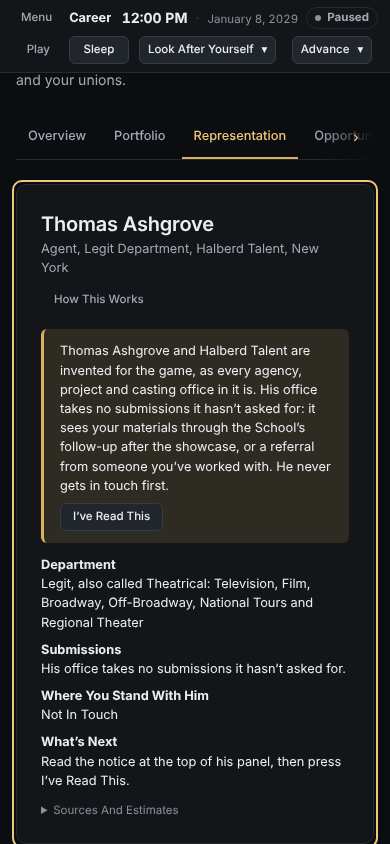 Menu Career 12:00 PM · January 8, 2029 Paused
Play Sleep Look After Yourself Advance
and your unions.
Overview Portfolio Representation
Thomas Ashgrove
Agent, Legit Department, Halberd Talent, New
York
How This Works
Thomas Ashgrove and Halberd Talent are
invented for the game, as every agency,
project and casting office in it is. His office
takes no submissions it hasn’t asked for: it
sees your materials through the School’s
follow-up after the showcase, or a referral
from someone you’ve worked with. He never
gets in touch first.
I’ve Read This
Department
Legit, also called Theatrical: Television, Film,
Broadway, Off-Broadway, National Tours and
Regional Theater
Submissions
His office takes no submissions it hasn’t asked for.
Where You Stand With Him
Not In Touch
What’s Next
Read the notice at the top of his panel, then press
I’ve Read This.
Sources And Estimates